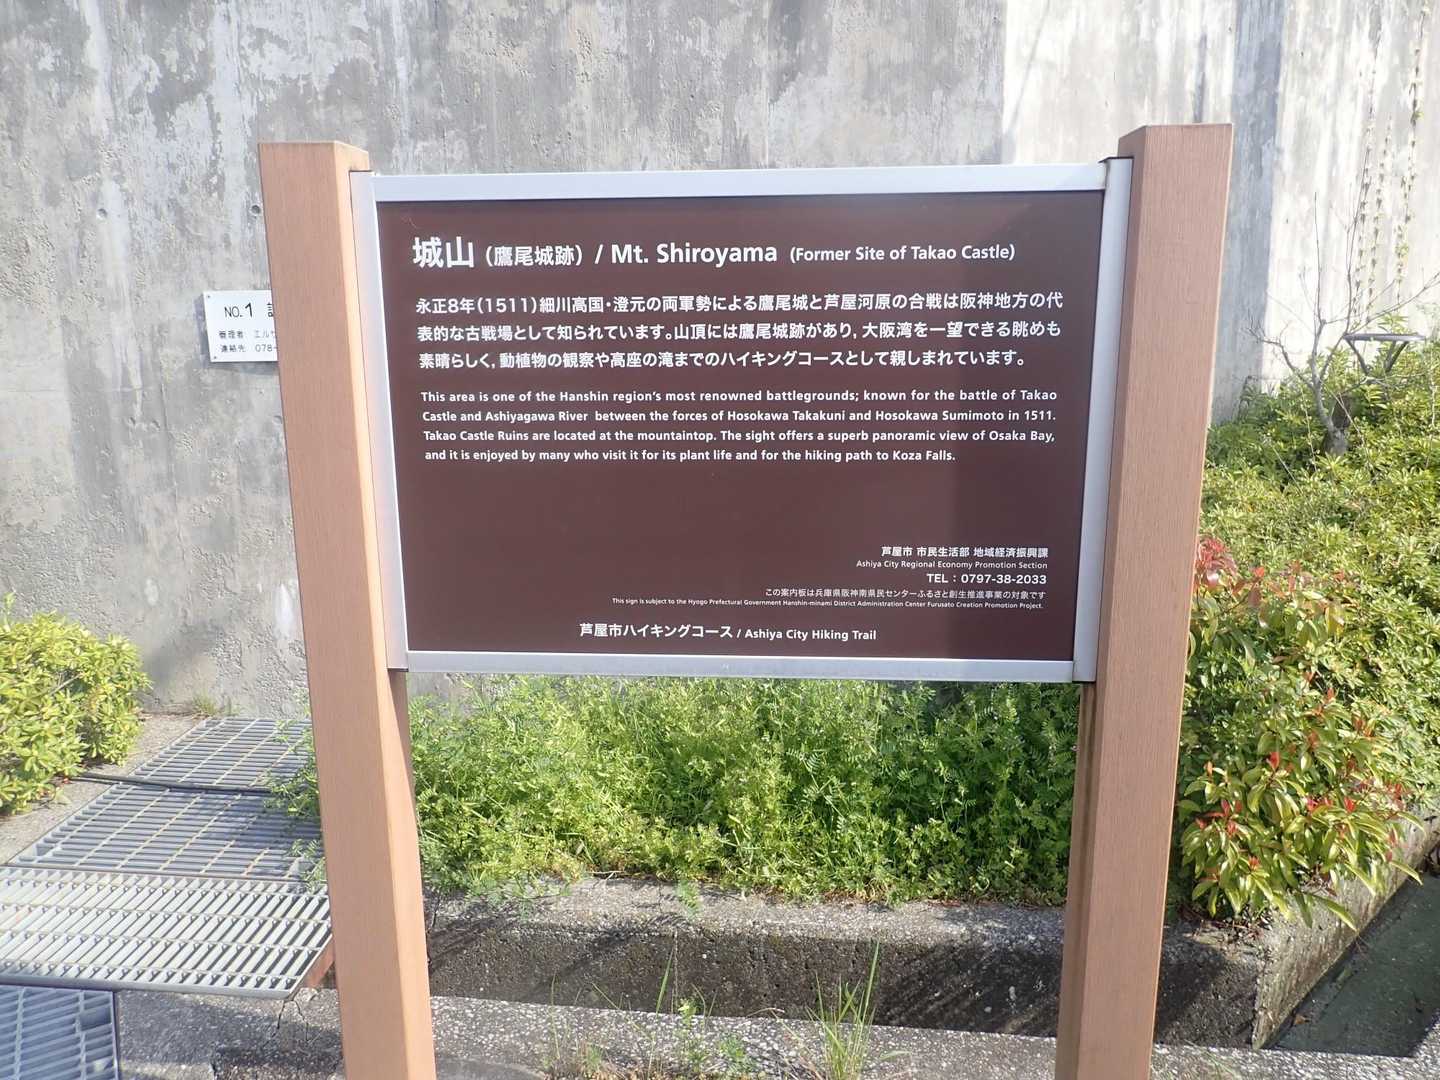 城山（鷹尾城跡）/ Mt. Shiroyama (Former Site of Takao Castle)
永正8年（1511）細川高国・澄元の両軍勢による鷹尾城と芦屋河原の合戦は阪神地方の代
表的な古戦場として知られています。山頂には鷹尾城跡があり，大阪湾を一望できる眺めも
素晴らしく，動植物の観察や高座の滝までのハイキングコースとして親しまれています。
This area is one of the Hanshin region's most renowned battlegrounds; known for the battle of Takao
Castle and Ashiyagawa River between the forces of Hosokawa Takakuni and Hosokawa Sumimoto in 1511.
Takao Castle Ruins are located at the mountaintop. The sight offers a superb panoramic view of Osaka Bay,
and it is enjoyed by many who visit it for its plant life and for the hiking path to Koza Falls.
芦屋市 市民生活部 地域経済振興課
Ashiya City Regional Economy Promotion Section
TEL：0797-38-2033
この案内板は兵庫県阪神南県民センターふるさと創生推進事業の対象です
This sign is subject to the Hyogo Prefectural Government Hanshin-minami District Administration Center Furusato Creation Promotion Project.
芦屋市ハイキングコース / Ashiya City Hiking Trail
NO.1
管理者 エルサ
連絡先 078-